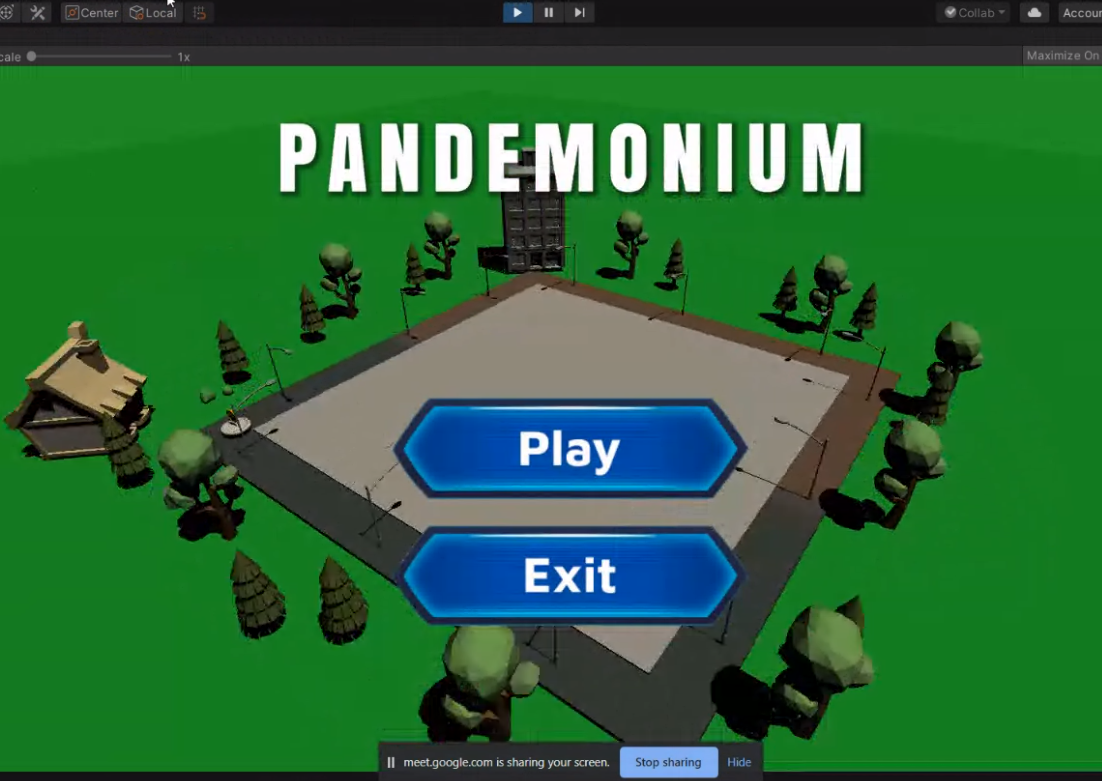 Center Local Collab Accoun
cale 1x Maximize On
PANDEMONIUM
Play
Exit
meet.google.com is sharing your screen. Stop sharing Hide